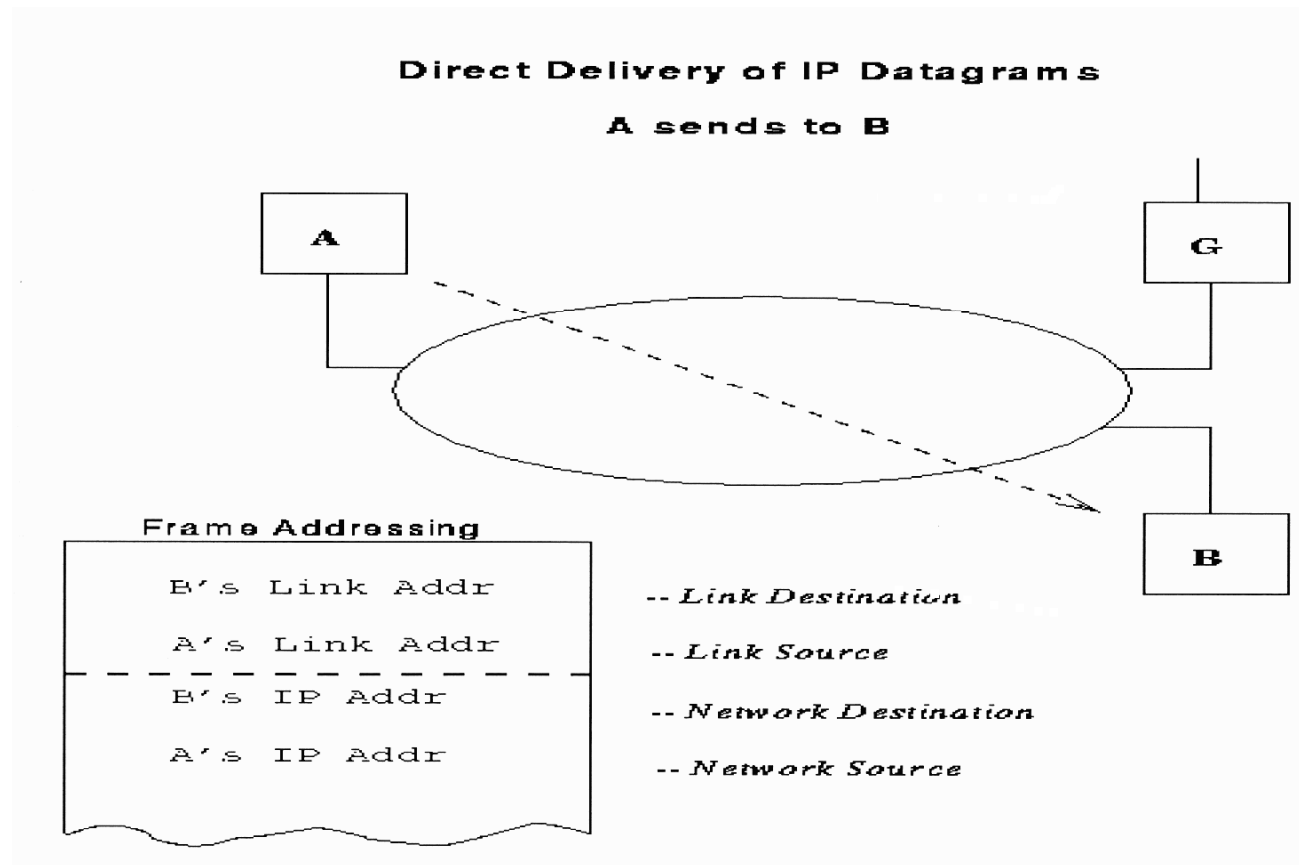 Direct Delivery of IP Datagrams
A sends to B
A
G
B
Frame Addressing
B's Link Addr -- Link Destination
A's Link Addr -- Link Source
B's IP Addr -- Network Destination
A's IP Addr -- Network Source